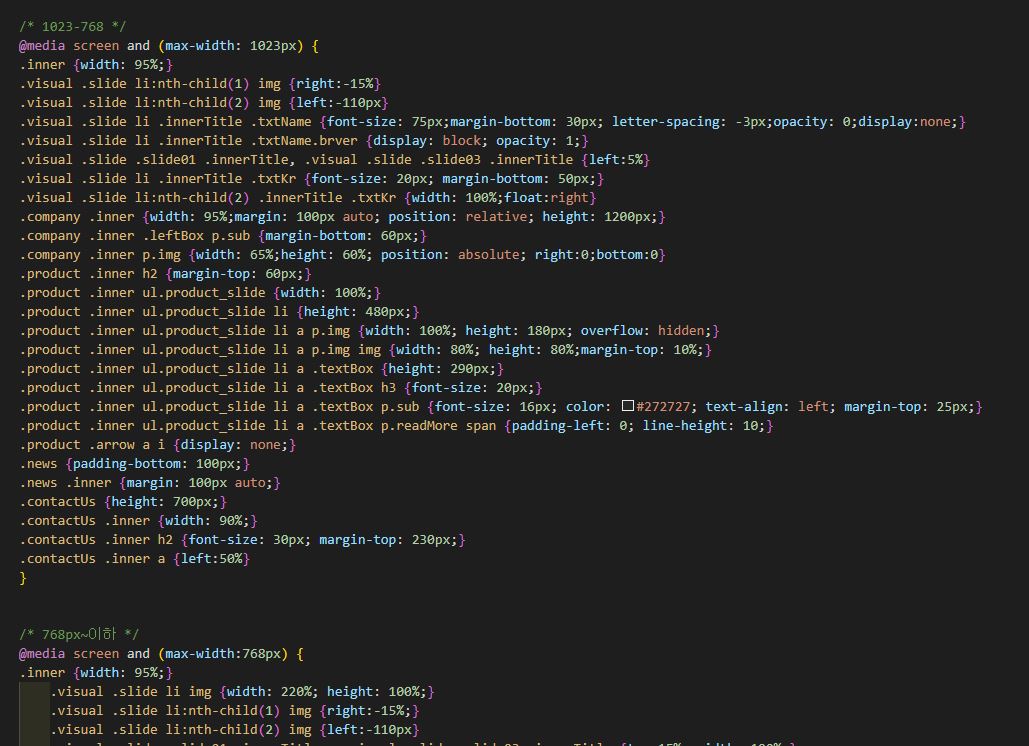 /* 1023-768 */
@media screen and (max-width: 1023px) {
.inner {width: 95%;}
.visual .slide li:nth-child(1) img {right:-15%}
.visual .slide li:nth-child(2) img {left:-110px}
.visual .slide li .innerTitle .txtName {font-size: 75px;margin-bottom: 30px; letter-spacing: -3px;opacity: 0;display:none;}
.visual .slide li .innerTitle .txtName.brver {display: block; opacity: 1;}
.visual .slide .slide01 .innerTitle, .visual .slide .slide03 .innerTitle {left:5%}
.visual .slide li .innerTitle .txtKr {font-size: 20px; margin-bottom: 50px;}
.visual .slide li:nth-child(2) .innerTitle .txtKr {width: 100%;float:right}
.company .inner {width: 95%;margin: 100px auto; position: relative; height: 1200px;}
.company .inner .leftBox p.sub {margin-bottom: 60px;}
.company .inner p.img {width: 65%;height: 60%; position: absolute; right:0;bottom:0}
.product .inner h2 {margin-top: 60px;}
.product .inner ul.product_slide {width: 100%;}
.product .inner ul.product_slide li {height: 480px;}
.product .inner ul.product_slide li a p.img {width: 100%; height: 180px; overflow: hidden;}
.product .inner ul.product_slide li a p.img img {width: 80%; height: 80%;margin-top: 10%;}
.product .inner ul.product_slide li a .textBox {height: 290px;}
.product .inner ul.product_slide li a .textBox h3 {font-size: 20px;}
.product .inner ul.product_slide li a .textBox p.sub {font-size: 16px; color: #272727; text-align: left; margin-top: 25px;}
.product .inner ul.product_slide li a .textBox p.readMore span {padding-left: 0; line-height: 10;}
.product .arrow a i {display: none;}
.news {padding-bottom: 100px;}
.news .inner {margin: 100px auto;}
.contactUs {height: 700px;}
.contactUs .inner {width: 90%;}
.contactUs .inner h2 {font-size: 30px; margin-top: 230px;}
.contactUs .inner a {left:50%}
}
/* 768px~이하 */
@media screen and (max-width:768px) {
.inner {width: 95%;}
.visual .slide li img {width: 220%; height: 100%;}
.visual .slide li:nth-child(1) img {right:-15%;}
.visual .slide li:nth-child(2) img {left:-110px}